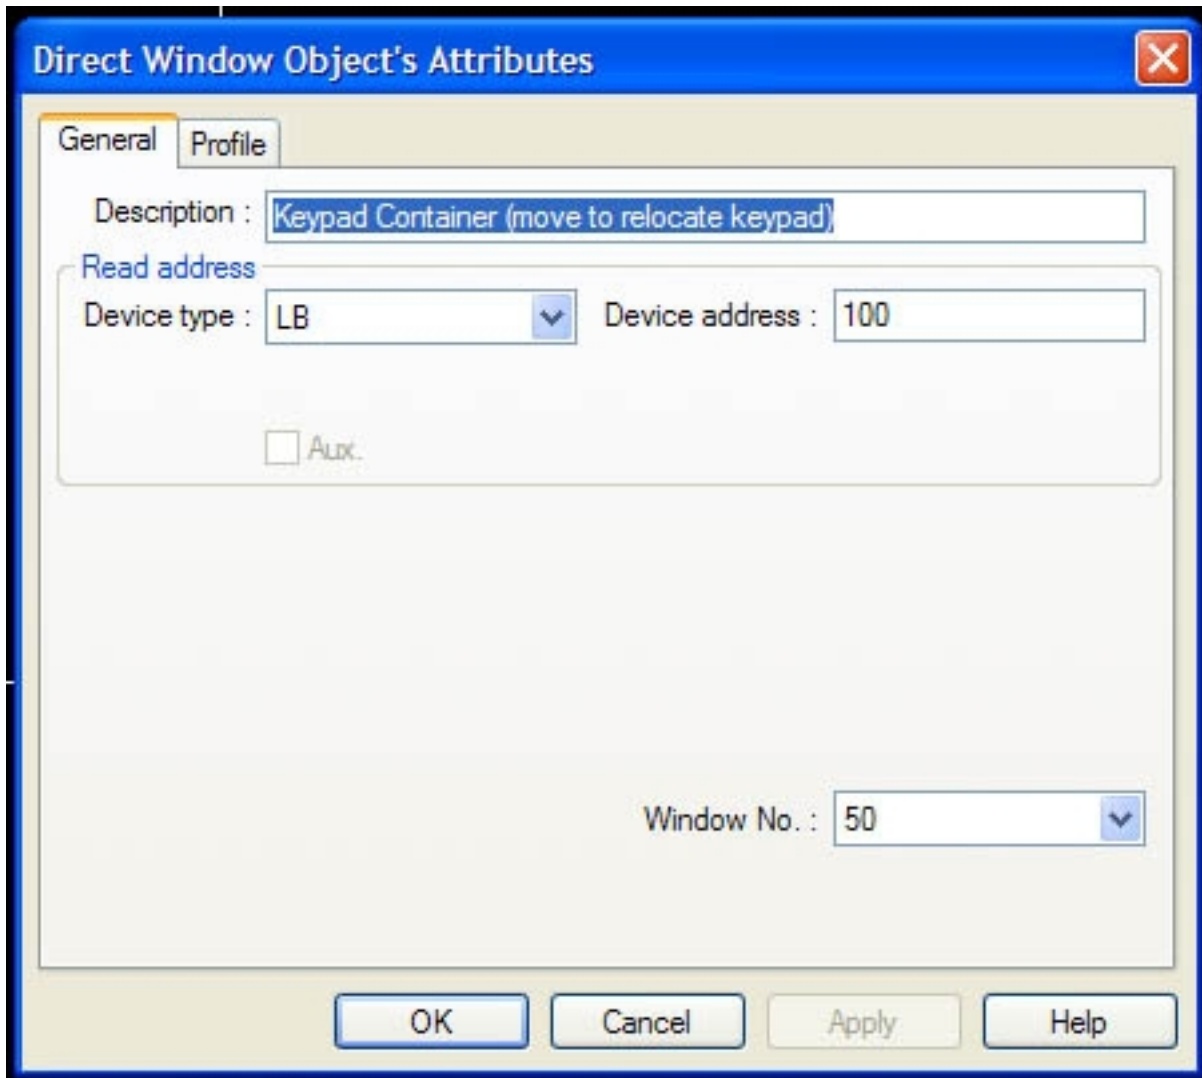 Direct Window Object's Attributes
General Profile
Description : Keypad Container (move to relocate keypad)
Read address
Device type : LB Device address : 100
Aux.
Window No. : 50
OK Cancel Apply Help